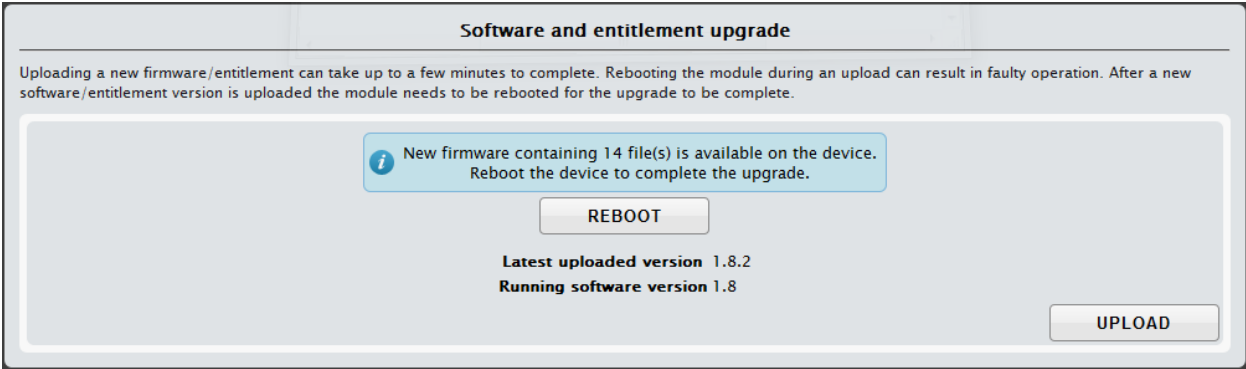 Software and entitlement upgrade
Uploading a new firmware/entitlement can take up to a few minutes to complete. Rebooting the module during an upload can result in faulty operation. After a new
software/entitlement version is uploaded the module needs to be rebooted for the upgrade to be complete.
New firmware containing 14 file(s) is available on the device.
Reboot the device to complete the upgrade.
REBOOT
Latest uploaded version 1.8.2
Running software version 1.8
UPLOAD